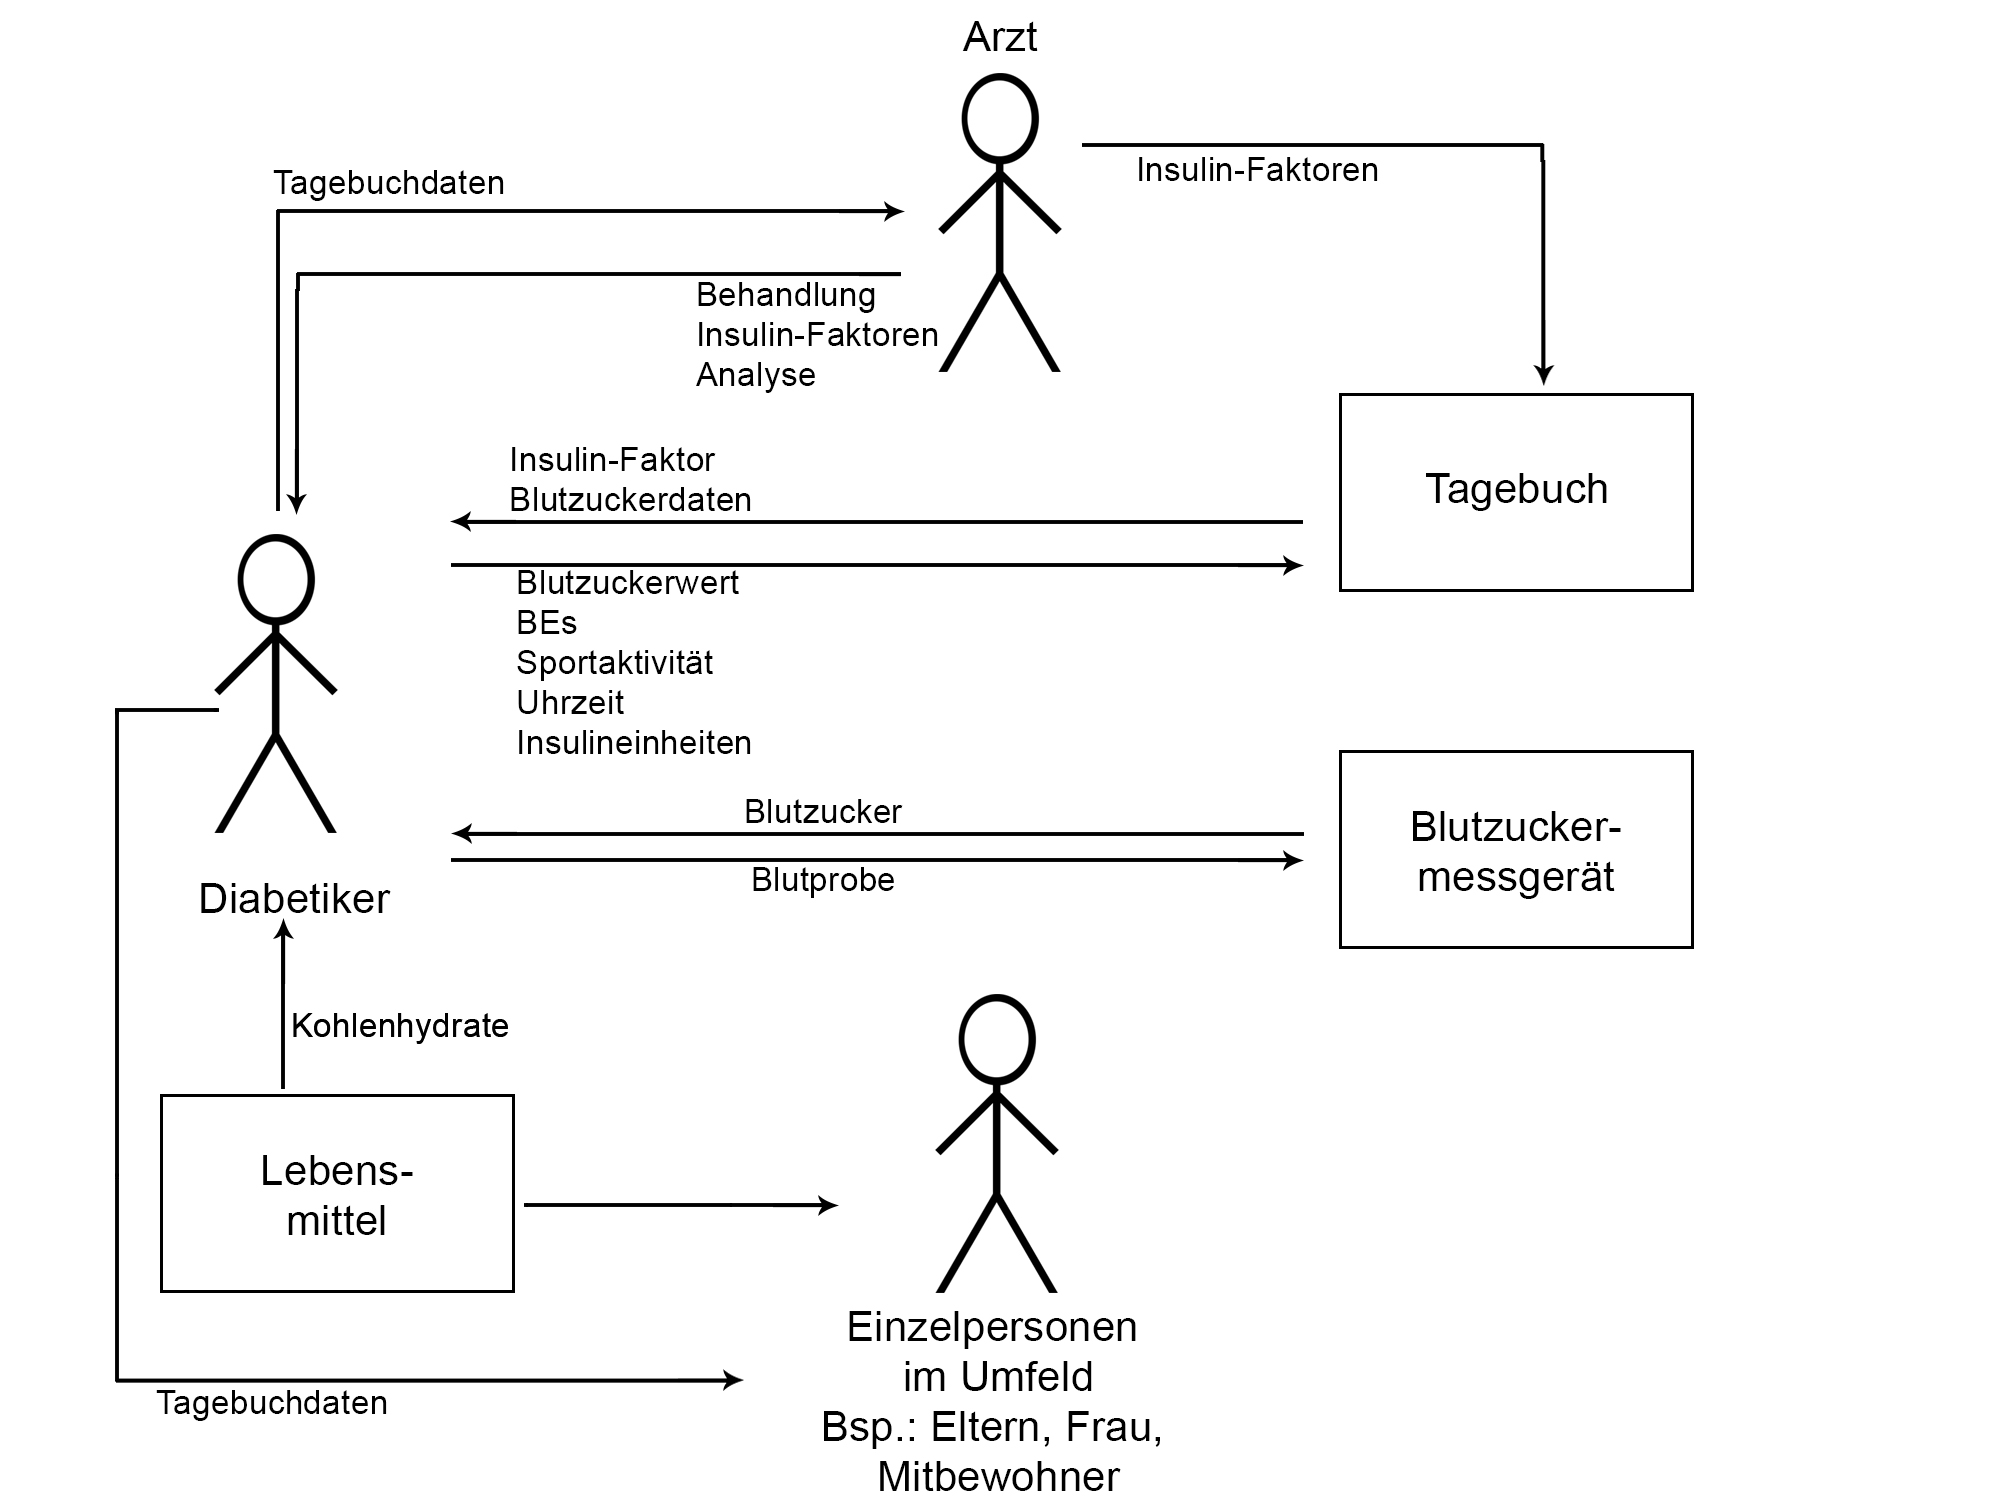 Arzt
Tagebuchdaten
Insulin-Faktoren
Behandlung
Insulin-Faktoren
Analyse
Insulin-Faktor
Blutzuckerdaten
Tagebuch
Blutzuckerwert
BEs
Sportaktivität
Uhrzeit
Insulineinheiten
Blutzucker
Blutprobe
Blutzucker-
messgerät
Diabetiker
Kohlenhydrate
Lebens-
mittel
Tagebuchdaten
Einzelpersonen
im Umfeld
Bsp.: Eltern, Frau,
Mitbewohner